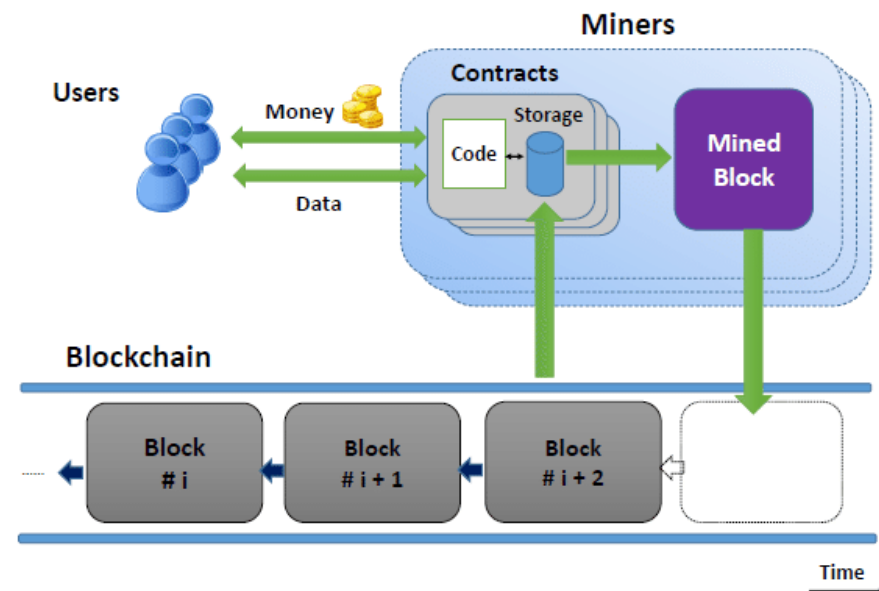 Miners
Users
Contracts
Money
Storage
Code
Mined
Block
Data
Blockchain
Block
# i
Block
# i + 1
Block
# i + 2
......
Time